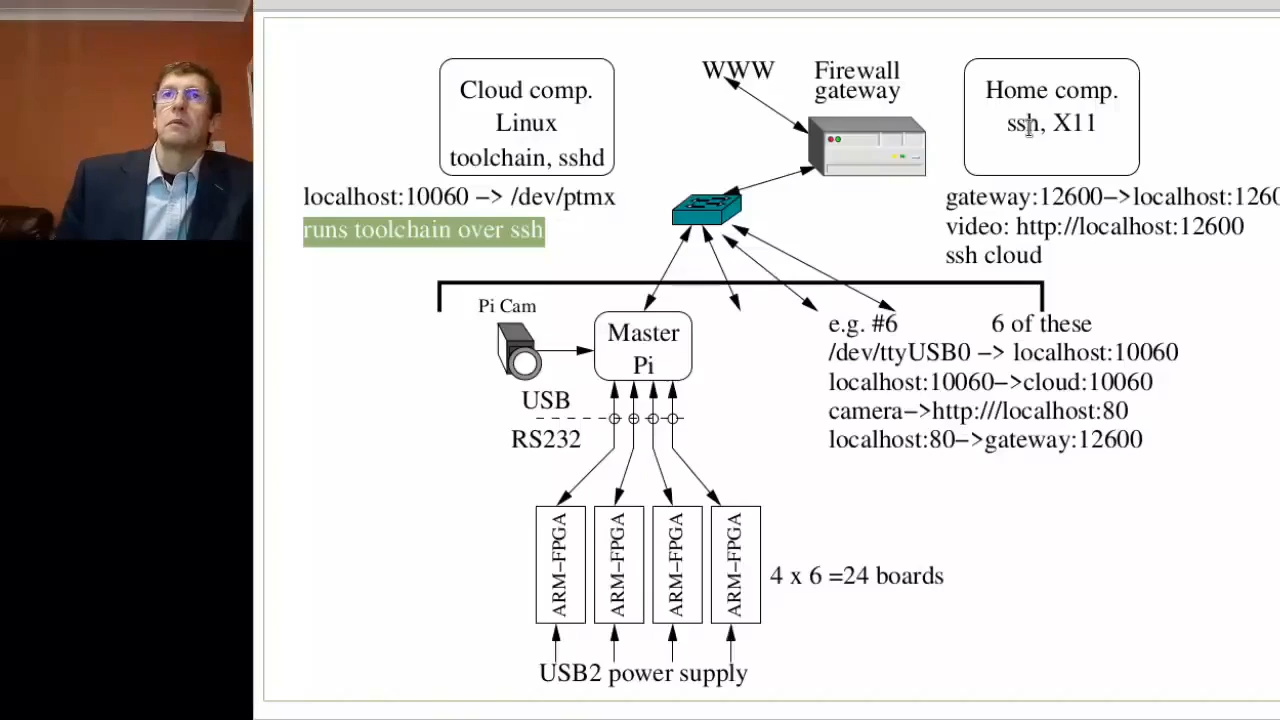 Cloud comp.
Linux
toolchain, sshd
localhost:10060 −> /dev/ptmx
runs toolchain over ssh
WWW
Firewall
gateway
Home comp.
ssh, X11
gateway:12600−>localhost:1260
video: http://localhost:12600
ssh cloud
Pi Cam
Master
Pi
USB
RS232
e.g. #6 6 of these
/dev/ttyUSB0 −> localhost:10060
localhost:10060−>cloud:10060
camera−>http:///localhost:80
localhost:80−>gateway:12600
ARM−FPGA
ARM−FPGA
ARM−FPGA
ARM−FPGA
4 x 6 =24 boards
USB2 power supply